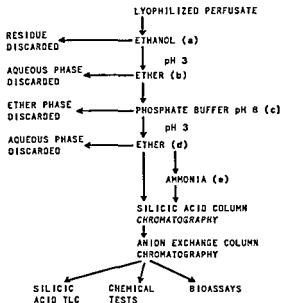 LYOPHILIZED PERFUSATE
RESIDUE DISCARDED
ETHANOL (a)
pH 3
AQUEOUS PHASE DISCARDED
ETHER (b)
ETHER PHASE DISCARDED
PHOSPHATE BUFFER pH 8 (c)
pH 3
AQUEOUS PHASE DISCARDED
ETHER (d)
AMMONIA (e)
SILICIC ACID COLUMN
CHROMATOGRAPHY
ANION EXCHANGE COLUMN
CHROMATOGRAPHY
SILICIC ACID TLC
CHEMICAL TESTS
BIOASSAYS